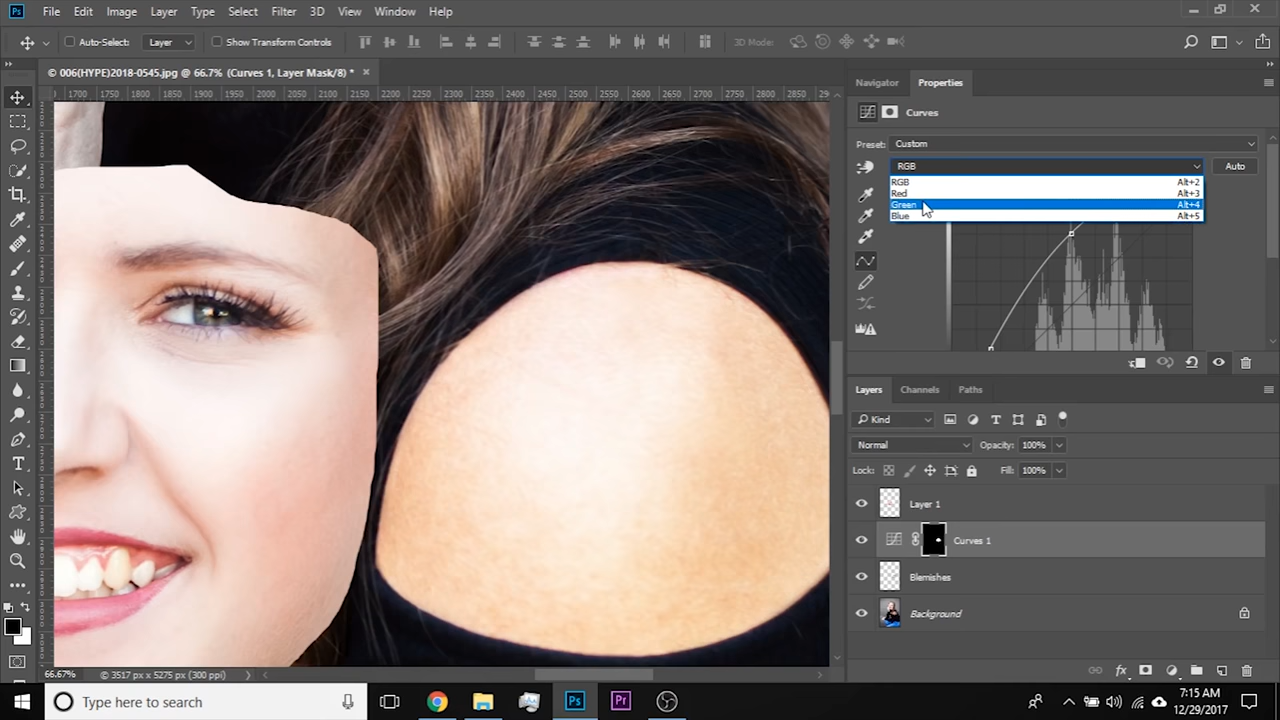 Ps File Edit Image Layer Type Select Filter 3D View Window Help
Auto-Select: Layer Show Transform Controls 3D Mode:
© 006(HYPE)2018-0545.jpg @ 66.7% (Curves 1, Layer Mask/8) * ×
1700 1750 1800 1850 1900 1950 2000 2050 2100 2150 2200 2250 2300 2350 2400 2450 2500 2550 2600 2650 2700 2750 2800 2850
Navigator Properties
Curves
Preset: Custom
RGB Auto
RGB Alt+2
Red Alt+3
Green Alt+4
Blue Alt+5
Layers Channels Paths
Kind
Normal Opacity: 100%
Lock: Fill: 100%
Layer 1
Curves 1
Blemishes
Background
66.67% © 3517 px x 5275 px (300 ppi)
Type here to search
Ps Pr
7:15 AM
12/29/2017